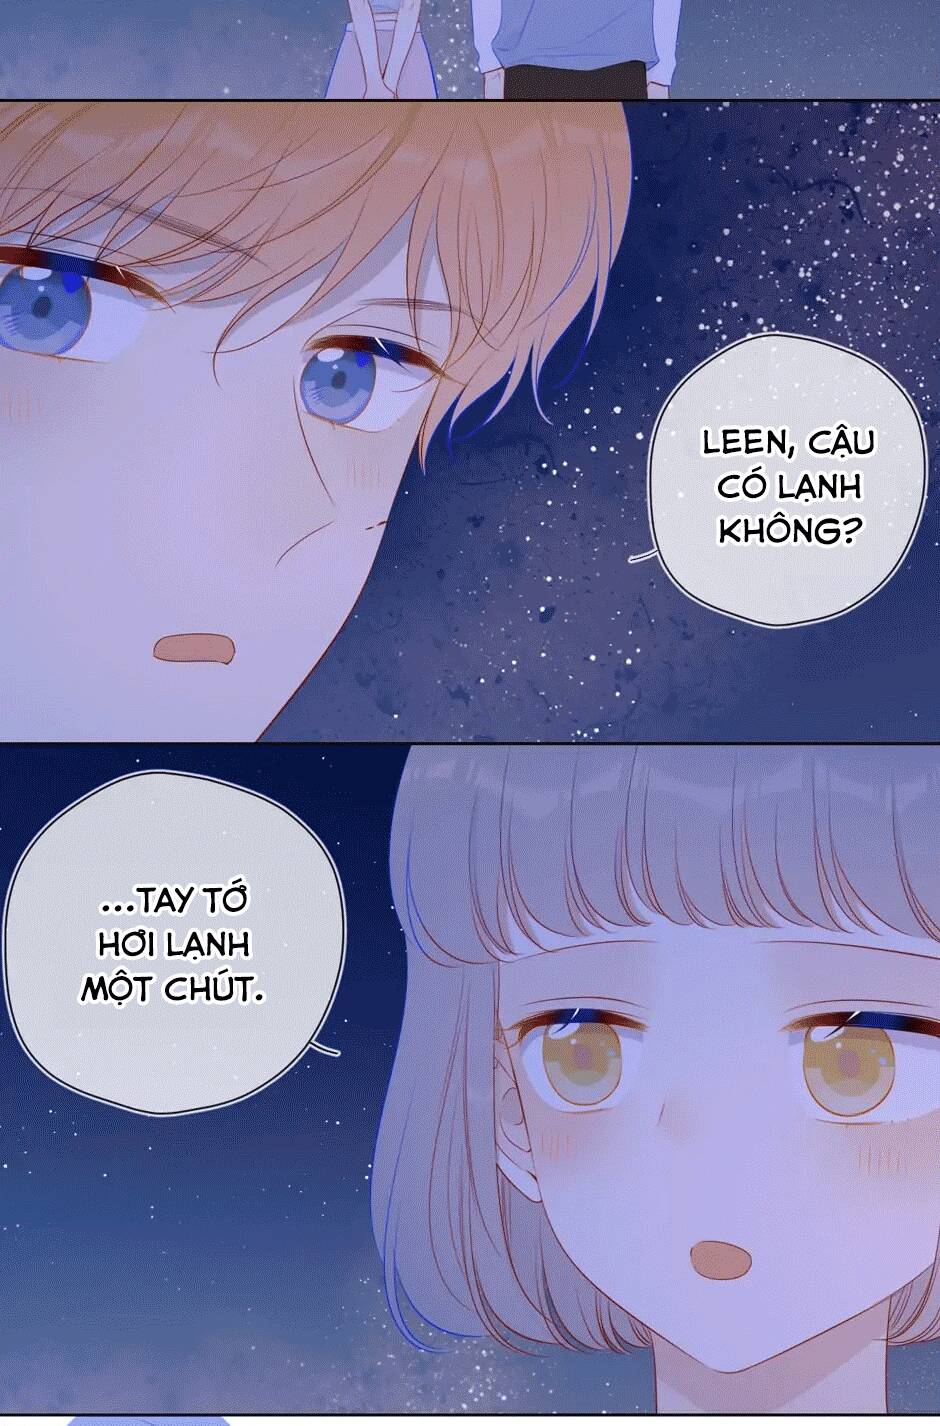 LEEN, CẬU
CÓ LẠNH
KHÔNG?
...TAY TỚ
HƠI LẠNH
MỘT CHÚT.